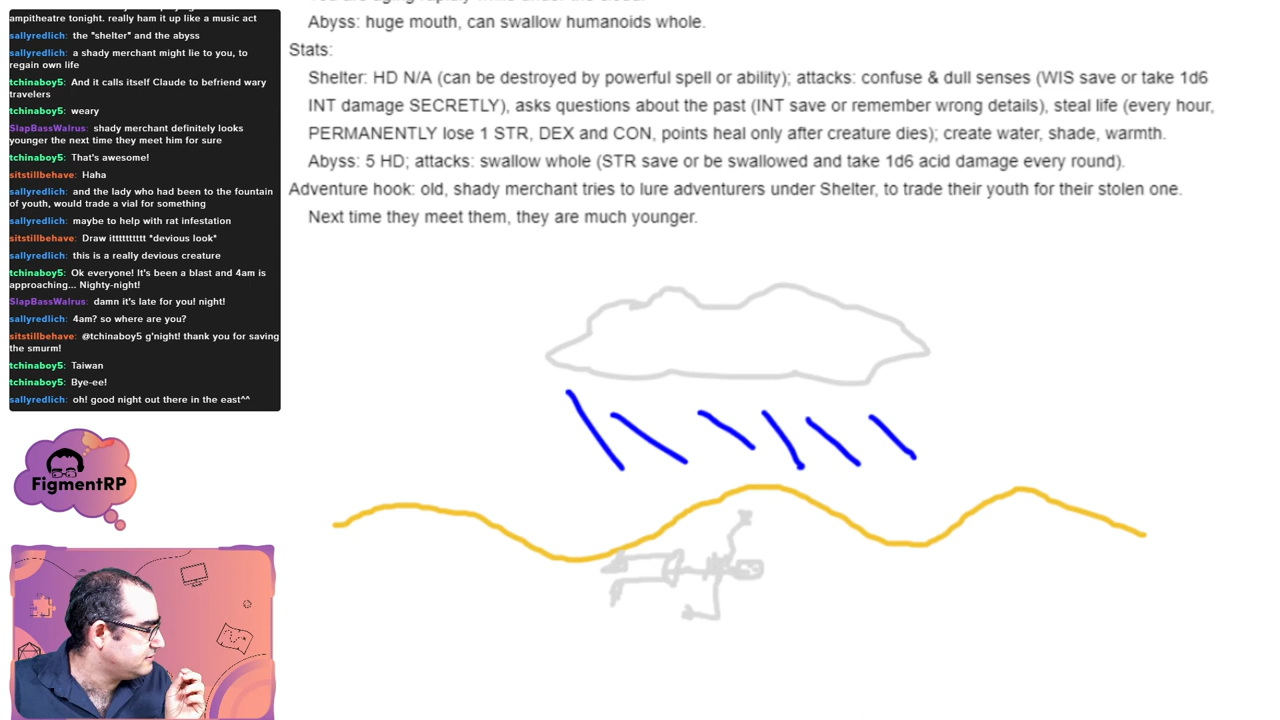 ampitheatre tonight. really ham it up like a music act
sallyredlich: the "shelter" and the abyss
sallyredlich: a shady merchant might lie to you, to
regain own life
tchinaboy5: And it calls itself Claude to befriend wary
travelers
tchinaboy5: weary
SlapBassWalrus: shady merchant definitely looks
younger the next time they meet him for sure
tchinaboy5: That's awesome!
sitstillbehave: Haha
sallyredlich: and the lady who had been to the fountain
of youth, would trade a vial for something
sallyredlich: maybe to help with rat infestation
sitstillbehave: Draw itttttttttt *devious look*
sallyredlich: this is a really devious creature
tchinaboy5: Ok everyone! It's been a blast and 4am is
approaching... Nighty-night!
SlapBassWalrus: damn it's late for you! night!
sallyredlich: 4am? so where are you?
sitstillbehave: @tchinaboy5 g'night! thank you for saving
the smurm!
tchinaboy5: Taiwan
tchinaboy5: Bye-ee!
sallyredlich: oh! good night out there in the east^^
FigmentRP
Abyss: huge mouth, can swallow humanoids whole.
Stats:
Shelter: HD N/A (can be destroyed by powerful spell or ability); attacks: confuse & dull senses (WIS save or take 1d6
INT damage SECRETLY), asks questions about the past (INT save or remember wrong details), steal life (every hour,
PERMANENTLY lose 1 STR, DEX and CON, points heal only after creature dies); create water, shade, warmth.
Abyss: 5 HD; attacks: swallow whole (STR save or be swallowed and take 1d6 acid damage every round).
Adventure hook: old, shady merchant tries to lure adventurers under Shelter, to trade their youth for their stolen one.
Next time they meet them, they are much younger.